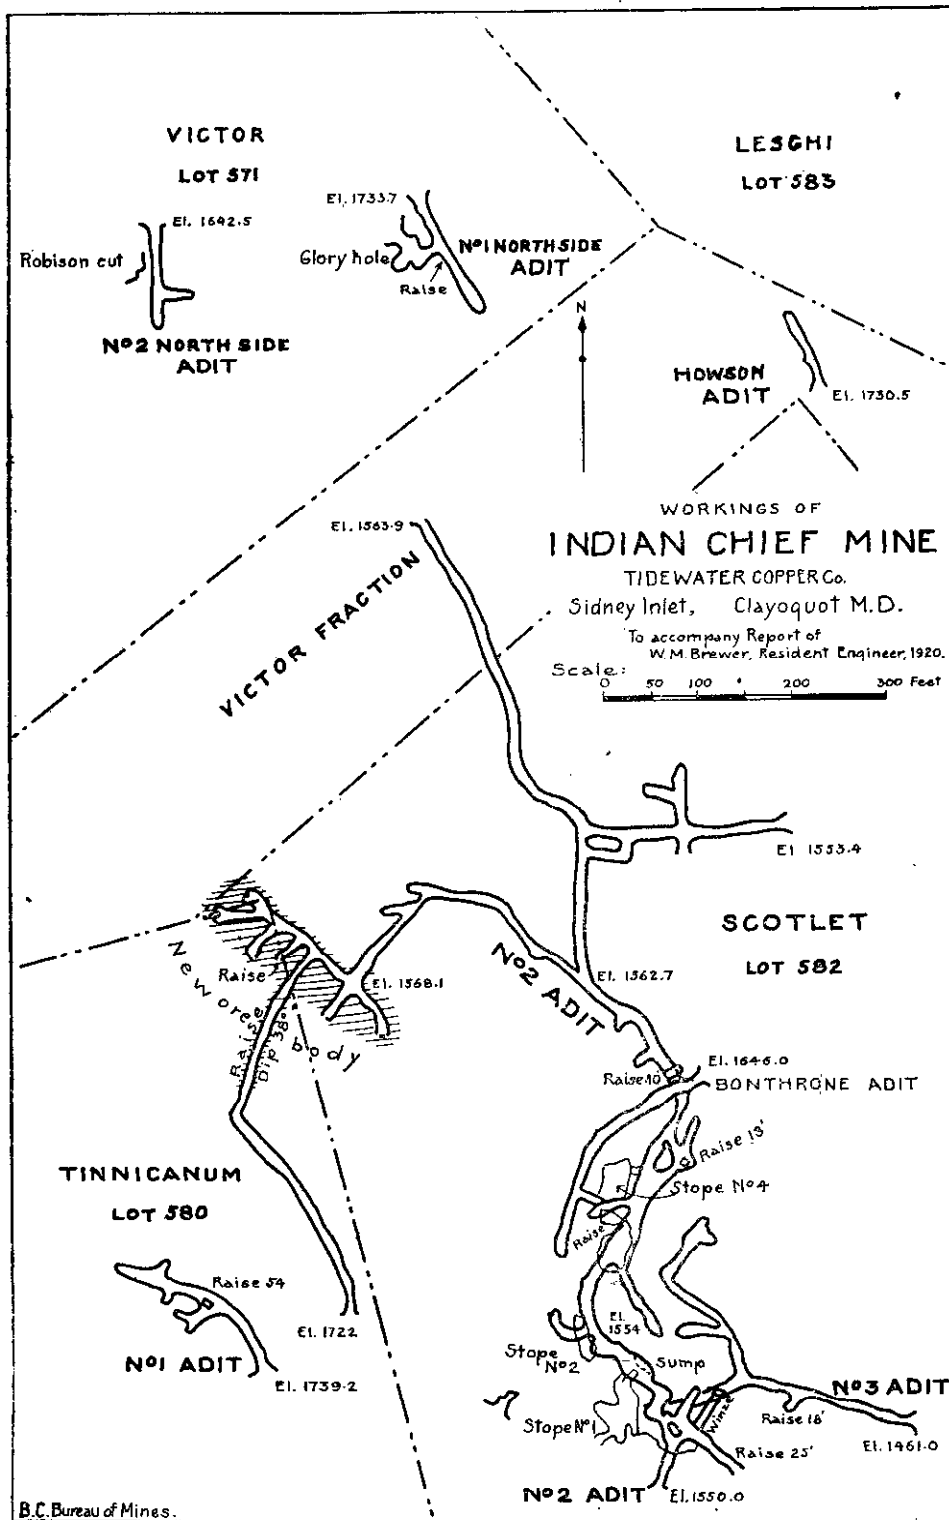 VICTOR
LOT 571
LESCHI
LOT 583
El. 1642.5
El. 1733.7
Robison cut
Glory hole
No 1 NORTH SIDE
ADIT
Raise
No 2 NORTH SIDE
ADIT
N
HOWSON
ADIT
El. 1730.5
WORKINGS OF
INDIAN CHIEF MINE
TIDEWATER COPPER Co.
Sidney Inlet, Clayoquot M.D.
To accompany Report of
W.M. Brewer, Resident Engineer, 1920.
Scale:
0 50 100 200 300 Feet
El. 1563.9
VICTOR FRACTION
El 1553.4
SCOTLET
LOT 582
No 2 ADIT
El. 1562.7
Raise
El. 1568.1
New ore body
Raise
Dip 38°
El. 1646.0
Raise 10'
BONTHRONE ADIT
Raise 13'
Stope No 4
Raise
TINNICANUM
LOT 580
Raise 54
No 1 ADIT
El. 1722
El. 1739.2
El.
1554
Stope
No 2
Sump
No 3 ADIT
Winze
Raise 18'
Stope No 1
El. 1461.0
Raise 25'
No 2 ADIT
El. 1550.0
B.C. Bureau of Mines.